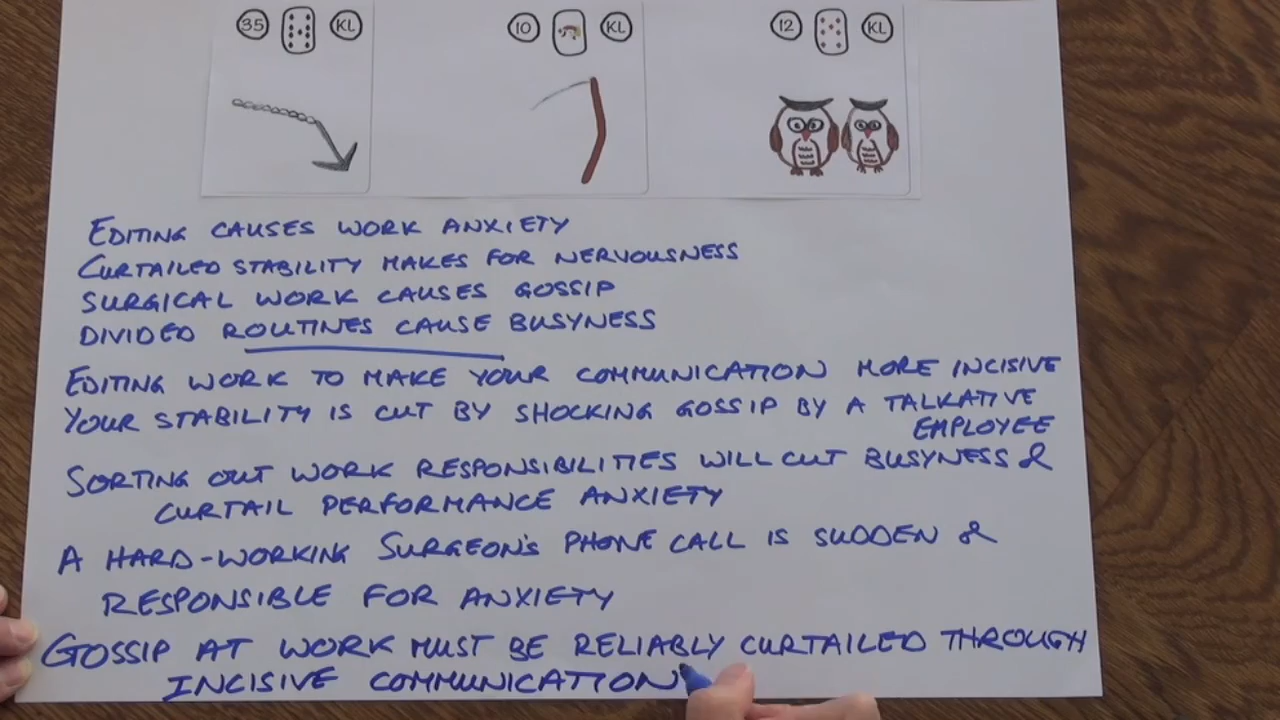 35 KL 10 KL 12 KL
EDITING CAUSES WORK ANXIETY
CURTAILED STABILITY MAKES FOR NERVOUSNESS
SURGICAL WORK CAUSES GOSSIP
DIVIDED ROUTINES CAUSE BUSYNESS
EDITING WORK TO MAKE YOUR COMMUNICATION MORE INCISIVE
YOUR STABILITY IS CUT BY SHOCKING GOSSIP BY A TALKATIVE
EMPLOYEE
SORTING OUT WORK RESPONSIBILITIES WILL CUT BUSYNESS &
CURTAIL PERFORMANCE ANXIETY
A HARD-WORKING SURGEON'S PHONE CALL IS SUDDEN &
RESPONSIBLE FOR ANXIETY
GOSSIP AT WORK MUST BE RELIABLY CURTAILED THROUGH
INCISIVE COMMUNICATION